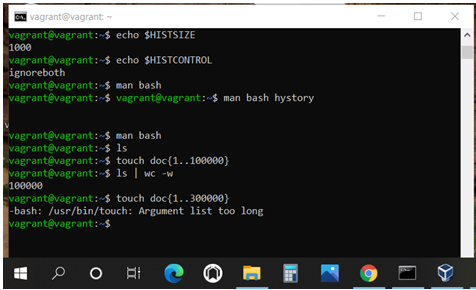 vagrant@vagrant: ~
vagrant@vagrant:~$ echo $HISTSIZE
1000
vagrant@vagrant:~$ echo $HISTCONTROL
ignoreboth
vagrant@vagrant:~$ man bash
vagrant@vagrant:~$ vagrant@vagrant:~$ man bash hystory
vagrant@vagrant:~$ man bash
vagrant@vagrant:~$ ls
vagrant@vagrant:~$ touch doc{1..100000}
vagrant@vagrant:~$ ls | wc -w
100000
vagrant@vagrant:~$ touch doc{1..300000}
-bash: /usr/bin/touch: Argument list too long
vagrant@vagrant:~$